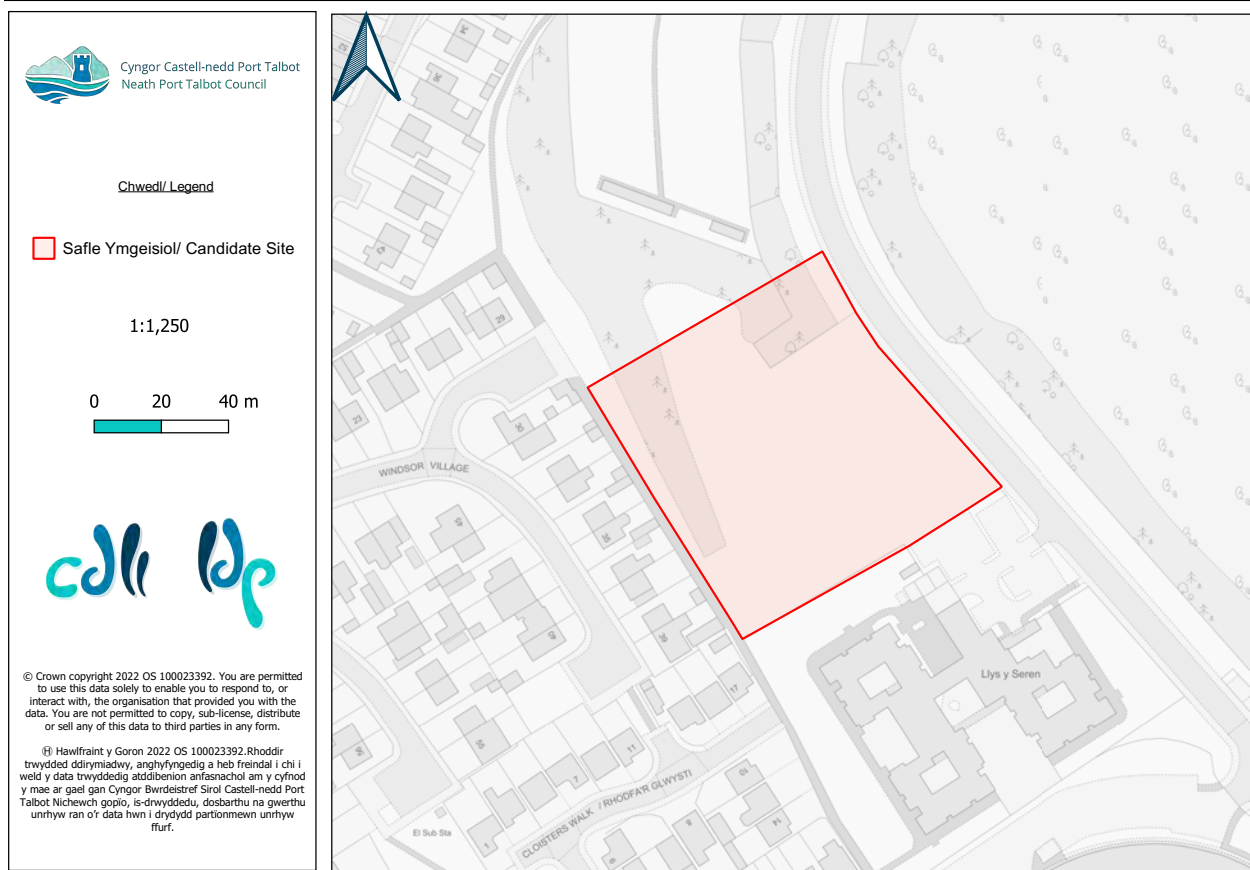 Cyngor Castell-nedd Port Talbot
Neath Port Talbot Council
Chwedl/ Legend
Safle Ymgeisiol/ Candidate Site
1:1,250
0 20 40 m
cdll ldp
© Crown copyright 2022 OS 100023392. You are permitted
to use this data solely to enable you to respond to, or
interact with, the organisation that provided you with the
data. You are not permitted to copy, sub-license, distribute
or sell any of this data to third parties in any form.
Ⓗ Hawlfraint y Goron 2022 OS 100023392.Rhoddir
trwydded ddirymiadwy, anghyfyngedig a heb freindal i chi i
weld y data trwyddedig atddibenion anfasnachol am y cyfnod
y mae ar gael gan Cyngor Bwrdeistref Sirol Castell-nedd Port
Talbot Nichewch gopïo, is-drwyddedu, dosbarthu na gwerthu
unrhyw ran o'r data hwn i drydydd partïonmewn unrhyw
ffurf.
34
29
23
WINDSOR VILLAGE
45
Llys y Seren
17
11
7
1
10
14
El Sub Sta
CLOISTERS WALK / RHODFA'R GLWYSTI